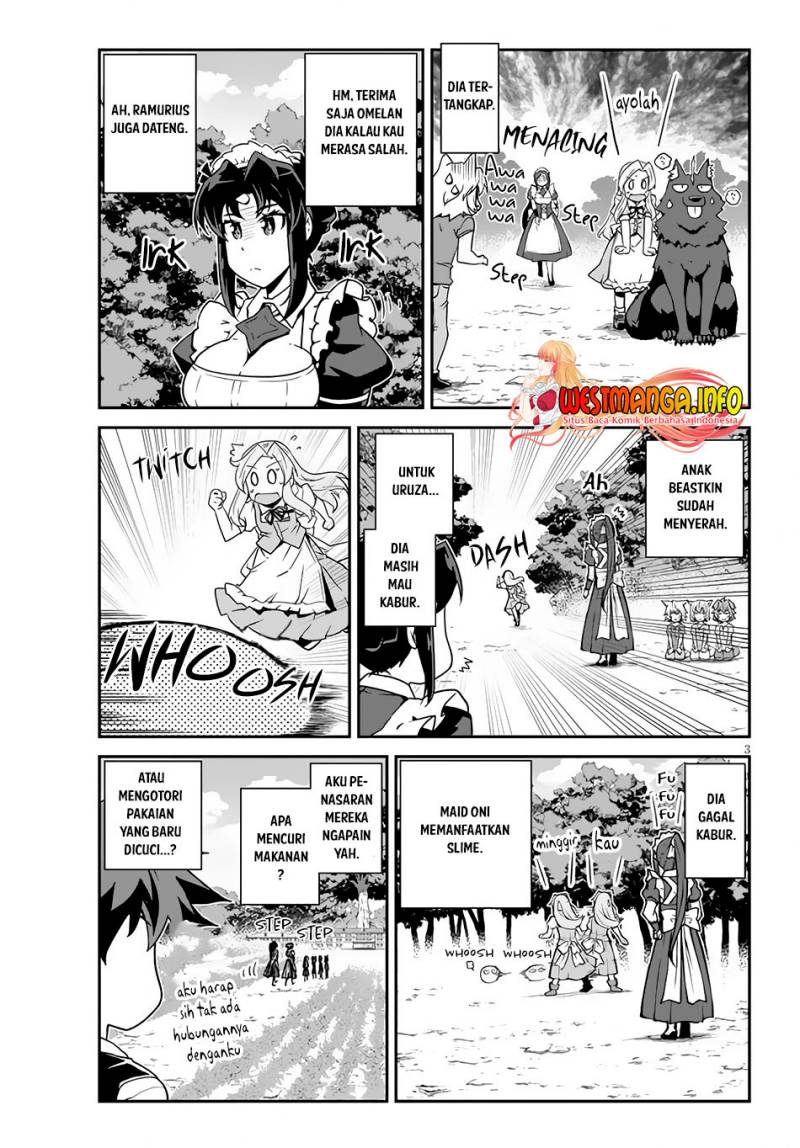 DIA TER-
TANGKAP.
ayolah
MENACING
Awa
wa
wa
wa
Step
Step
HM, TERIMA
SAJA OMELAN
DIA KALAU KAU
MERASA SALAH.
AH, RAMURIUS
JUGA DATENG.
Irk
Irk
WESTMANGA.INFO
Situs Baca Komik Berbahasa Indonesia
ANAK
BEASTKIN
SUDAH
MENYERAH.
Ah
DASH
UNTUK
URUZA...
DIA
MASIH
MAU
KABUR.
TWITCH
WHOOOSH
3
DIA
GAGAL
KABUR.
FU
FU
FU
MAID ONI
MEMANFAATKAN
SLIME.
kau
minggir
WHOOSH
WHOOSH
AKU PE-
NASARAN
MEREKA
NGAPAIN
YAH.
APA
MENCURI
MAKANAN
?
ATAU
MENGOTORI
PAKAIAN
YANG BARU
DICUCI...?
STEP
STEP
aku harap
sih tak ada
hubungannya
denganku